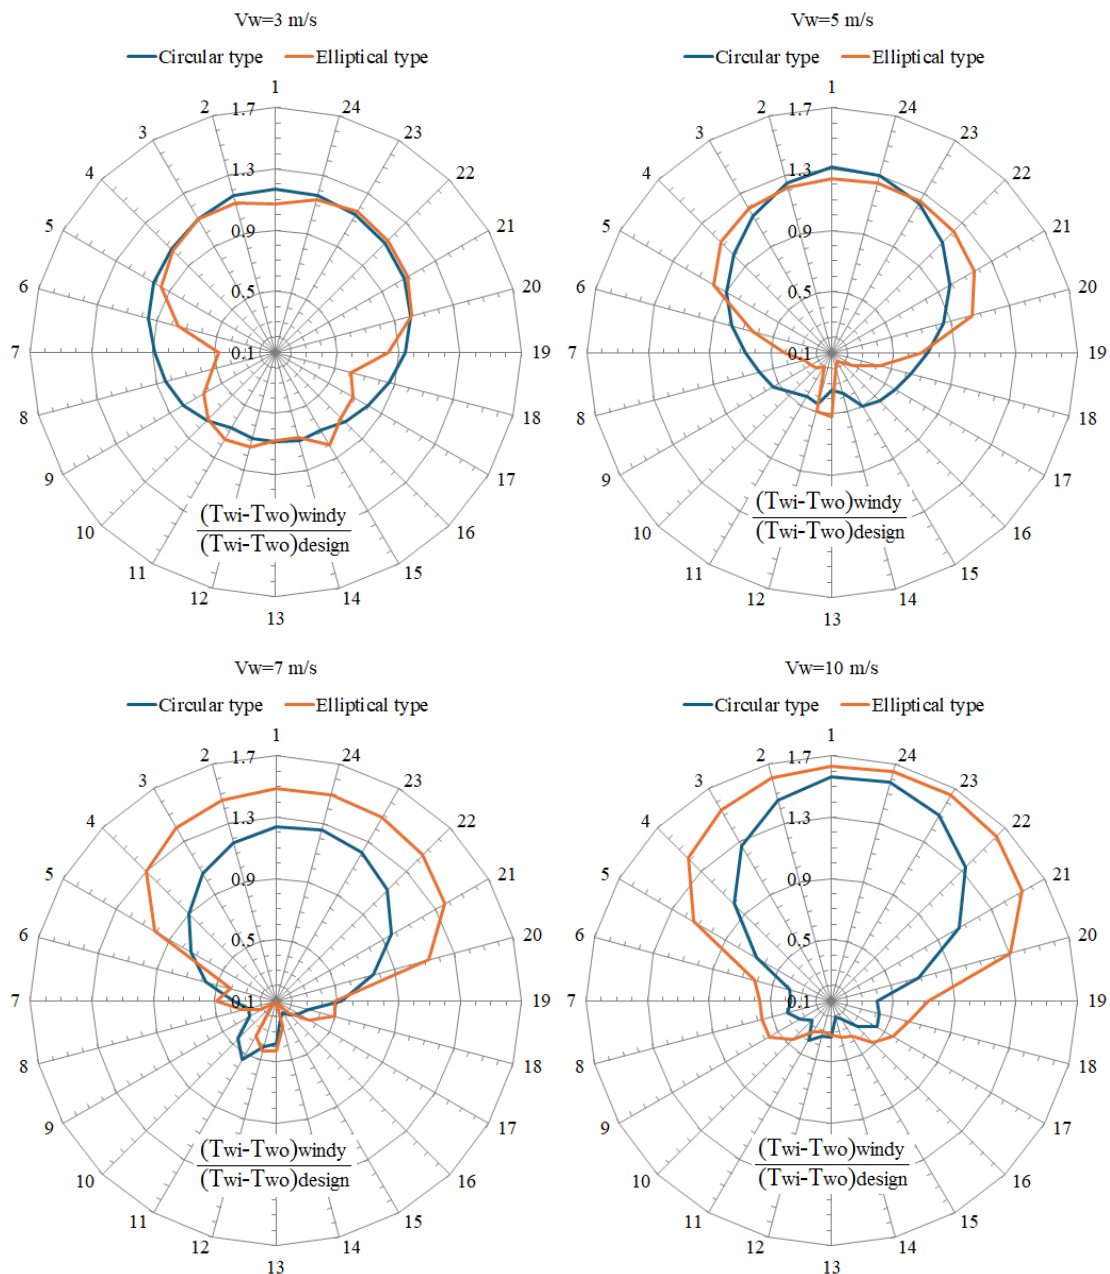 Vw=3 m/s
Circular type Elliptical type
1
2 1.7 24
3 23
4 1.3 22
5 0.9 21
6 0.5 20
7 0.1 19
8 18
9 17
10 (Twi-Two)windy 16
(Twi-Two)design
11 15
12 14
13
Vw=5 m/s
Circular type Elliptical type
1
2 1.7 24
3 23
4 1.3 22
5 0.9 21
6 0.5 20
7 0.1 19
8 18
9 17
10 (Twi-Two)windy 16
(Twi-Two)design
11 15
12 14
13
Vw=7 m/s
Circular type Elliptical type
1
2 1.7 24
3 23
4 1.3 22
5 0.9 21
6 0.5 20
7 0.1 19
8 18
9 17
10 (Twi-Two)windy 16
(Twi-Two)design
11 15
12 14
13
Vw=10 m/s
Circular type Elliptical type
1
2 1.7 24
3 23
4 1.3 22
5 0.9 21
6 0.5 20
7 0.1 19
8 18
9 17
10 (Twi-Two)windy 16
(Twi-Two)design
11 15
12 14
13